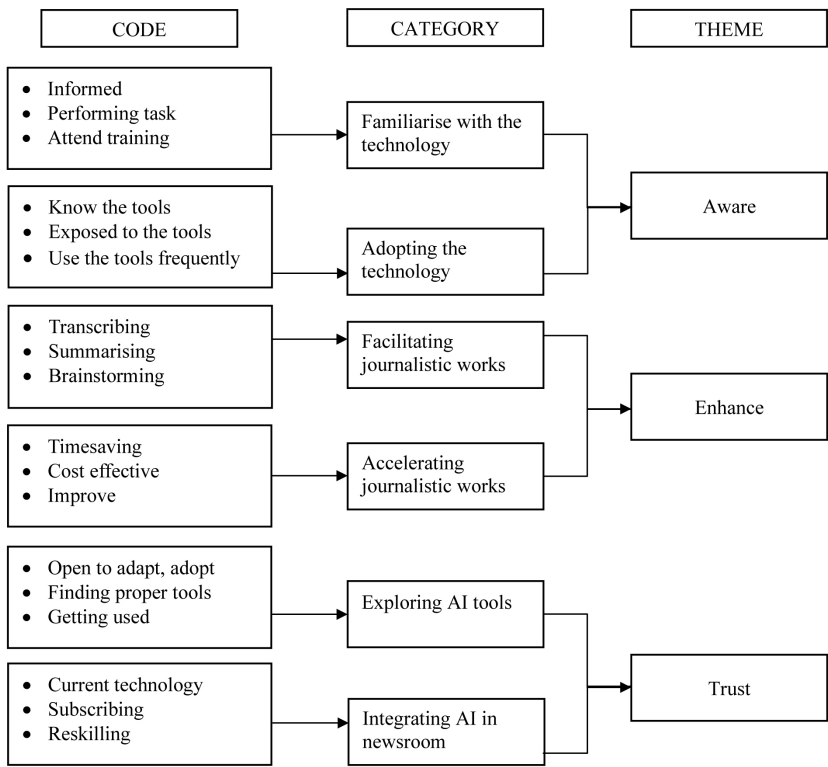 CODE
CATEGORY
THEME
• Informed
• Performing task
• Attend training
Familiarise with the
technology
• Know the tools
• Exposed to the tools
• Use the tools frequently
Adopting the
technology
Aware
• Transcribing
• Summarising
• Brainstorming
Facilitating
journalistic works
• Timesaving
• Cost effective
• Improve
Accelerating
journalistic works
Enhance
• Open to adapt, adopt
• Finding proper tools
• Getting used
Exploring AI tools
• Current technology
• Subscribing
• Reskilling
Integrating AI in
newsroom
Trust